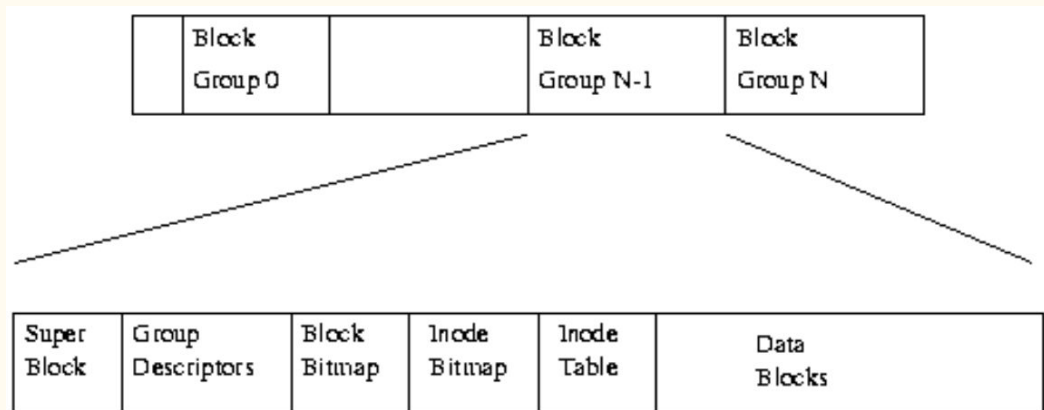 Block Block Block
Group 0 Group N-1 Group N
Super Group Block Inode Inode Data
Block Descriptors Bitmap Bitmap Table Blocks